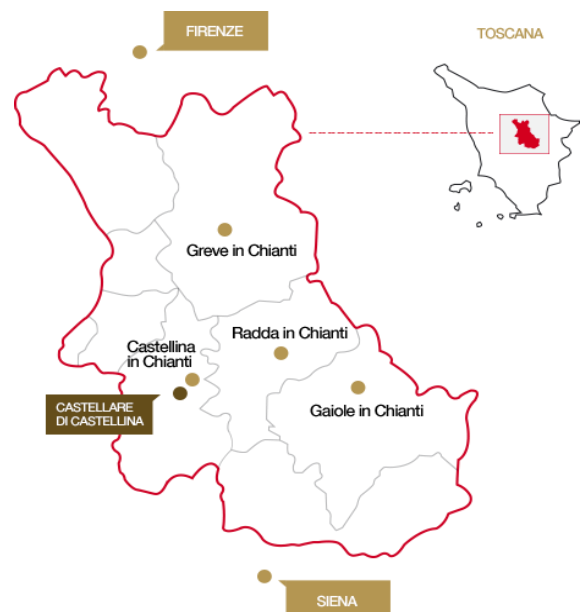 FIRENZE
TOSCANA
Greve in Chianti
Radda in Chianti
Castellina
in Chianti
CASTELLARE
DI CASTELLINA
Gaiole in Chianti
SIENA